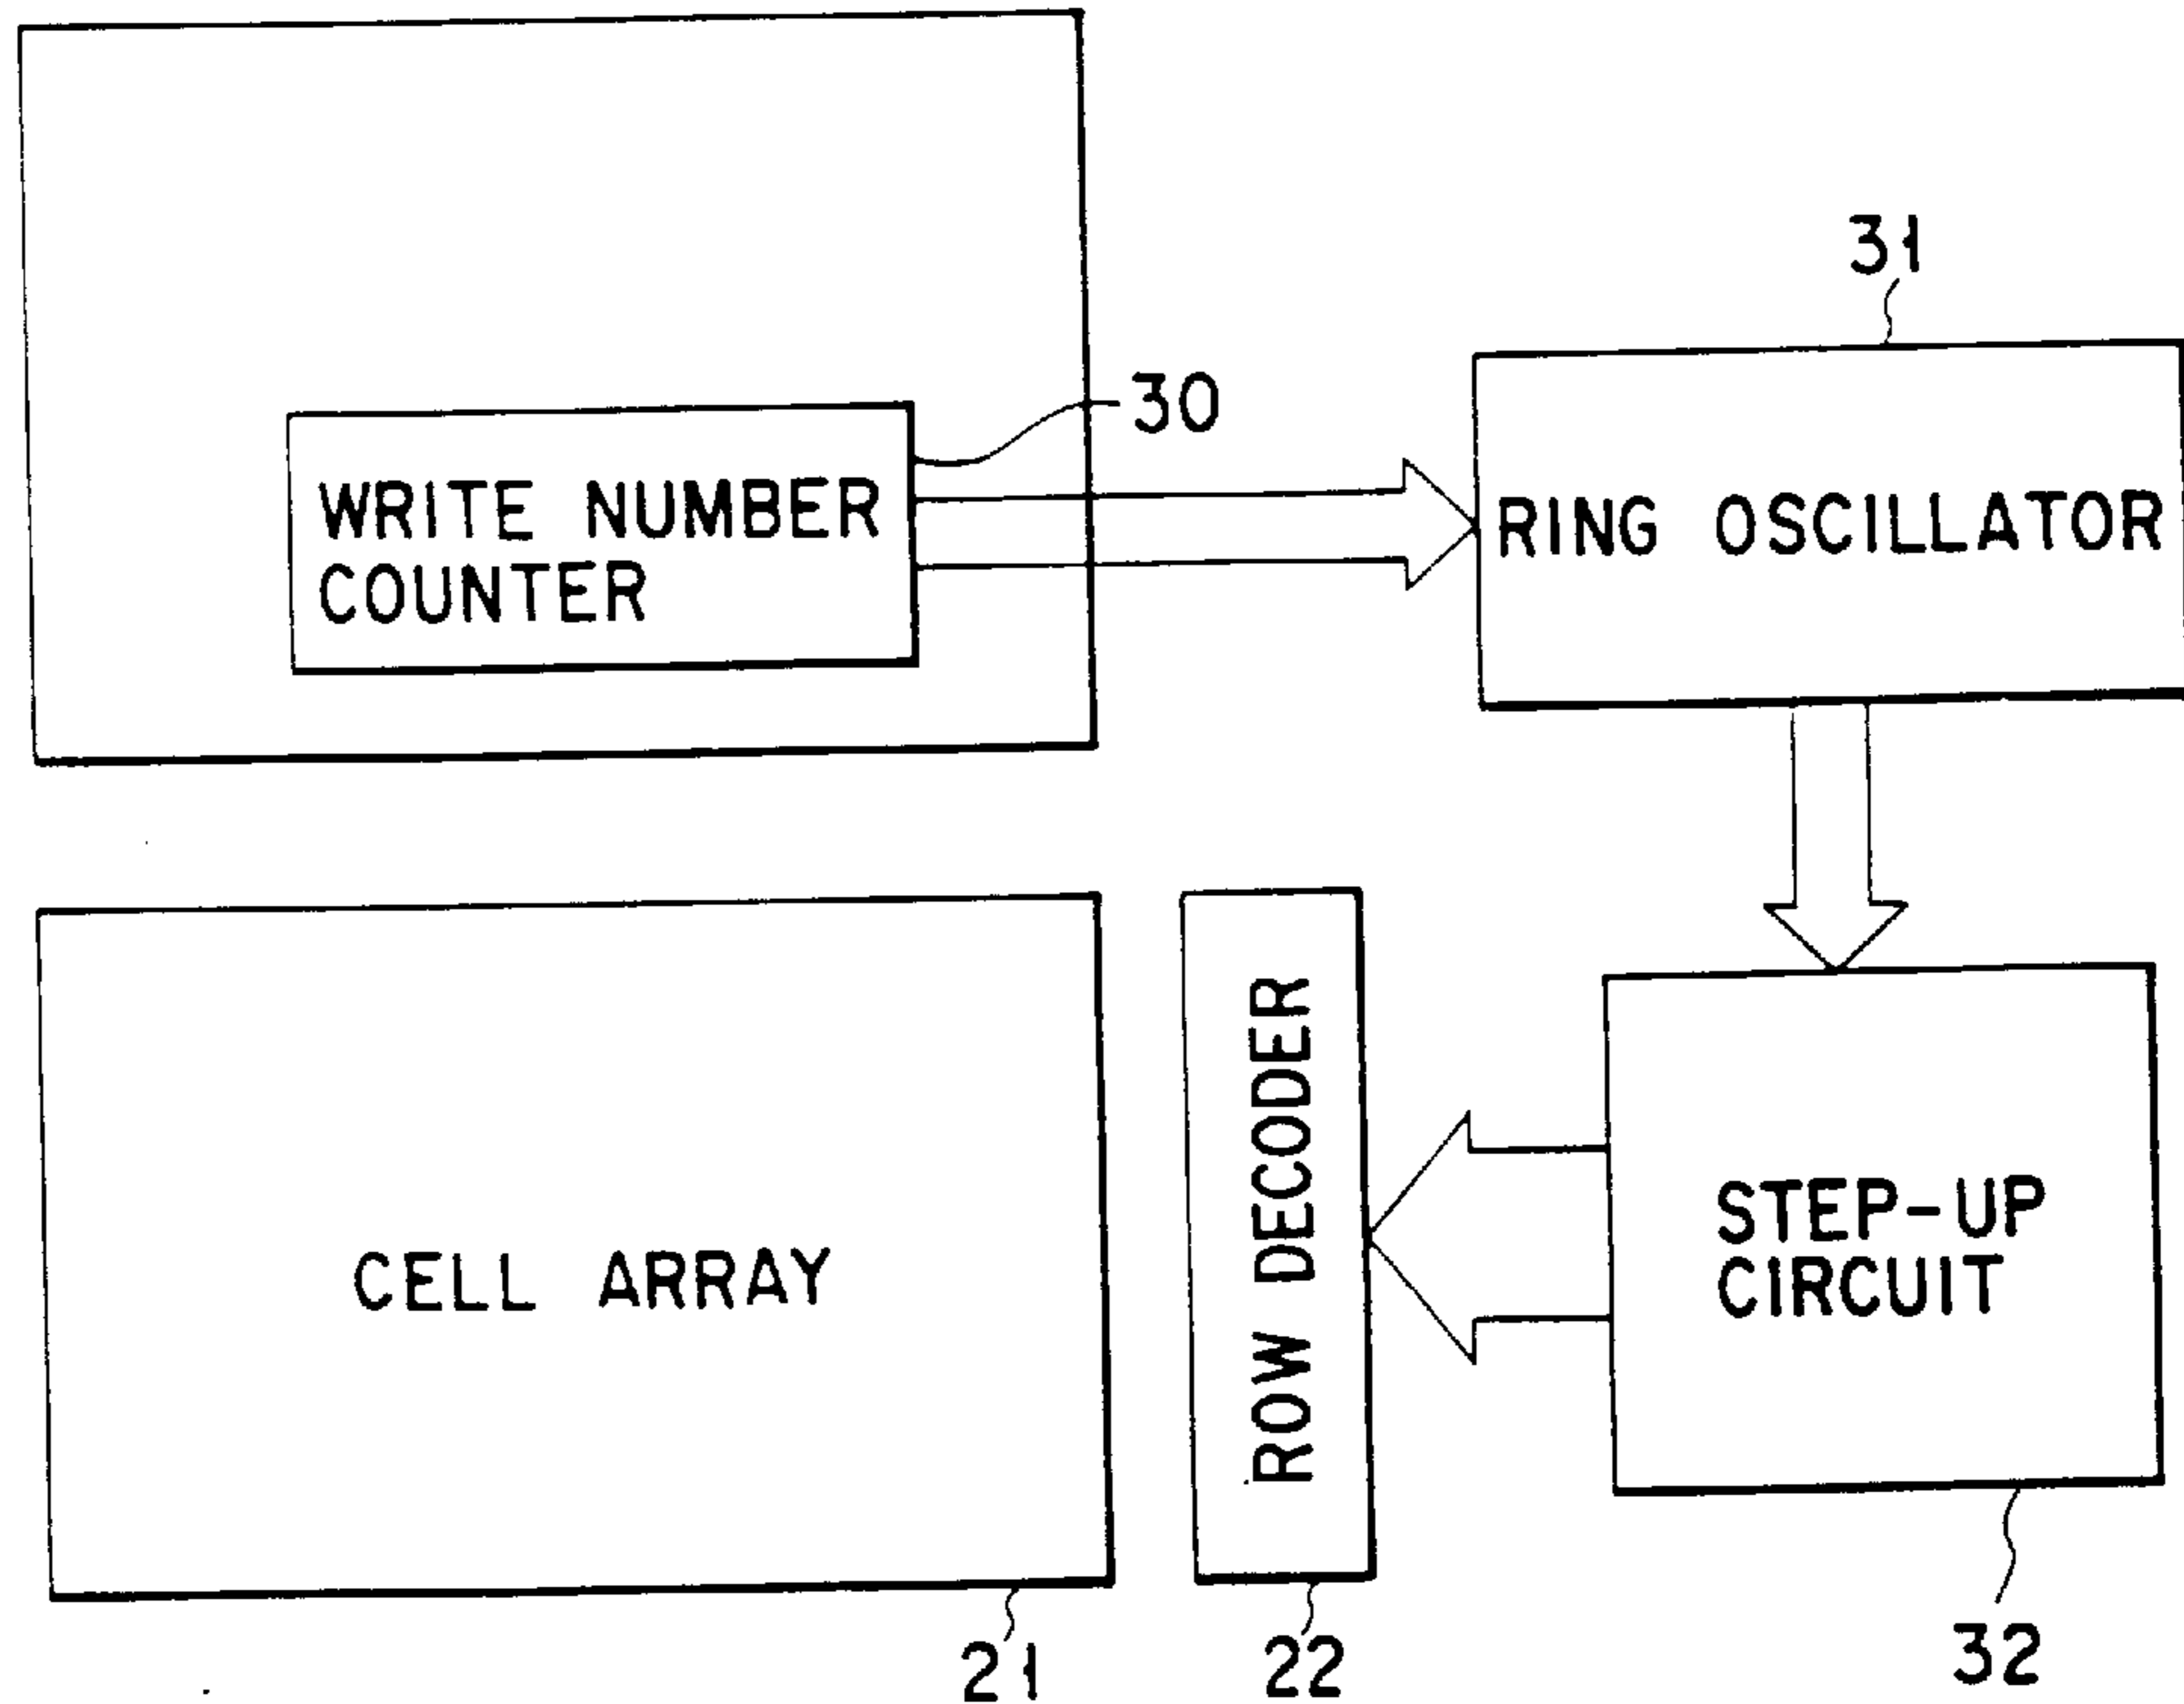 31
30
WRITE NUMBER
COUNTER
RING OSCILLATOR
CELL ARRAY
ROW DECODER
STEP-UP
CIRCUIT
21
22
32